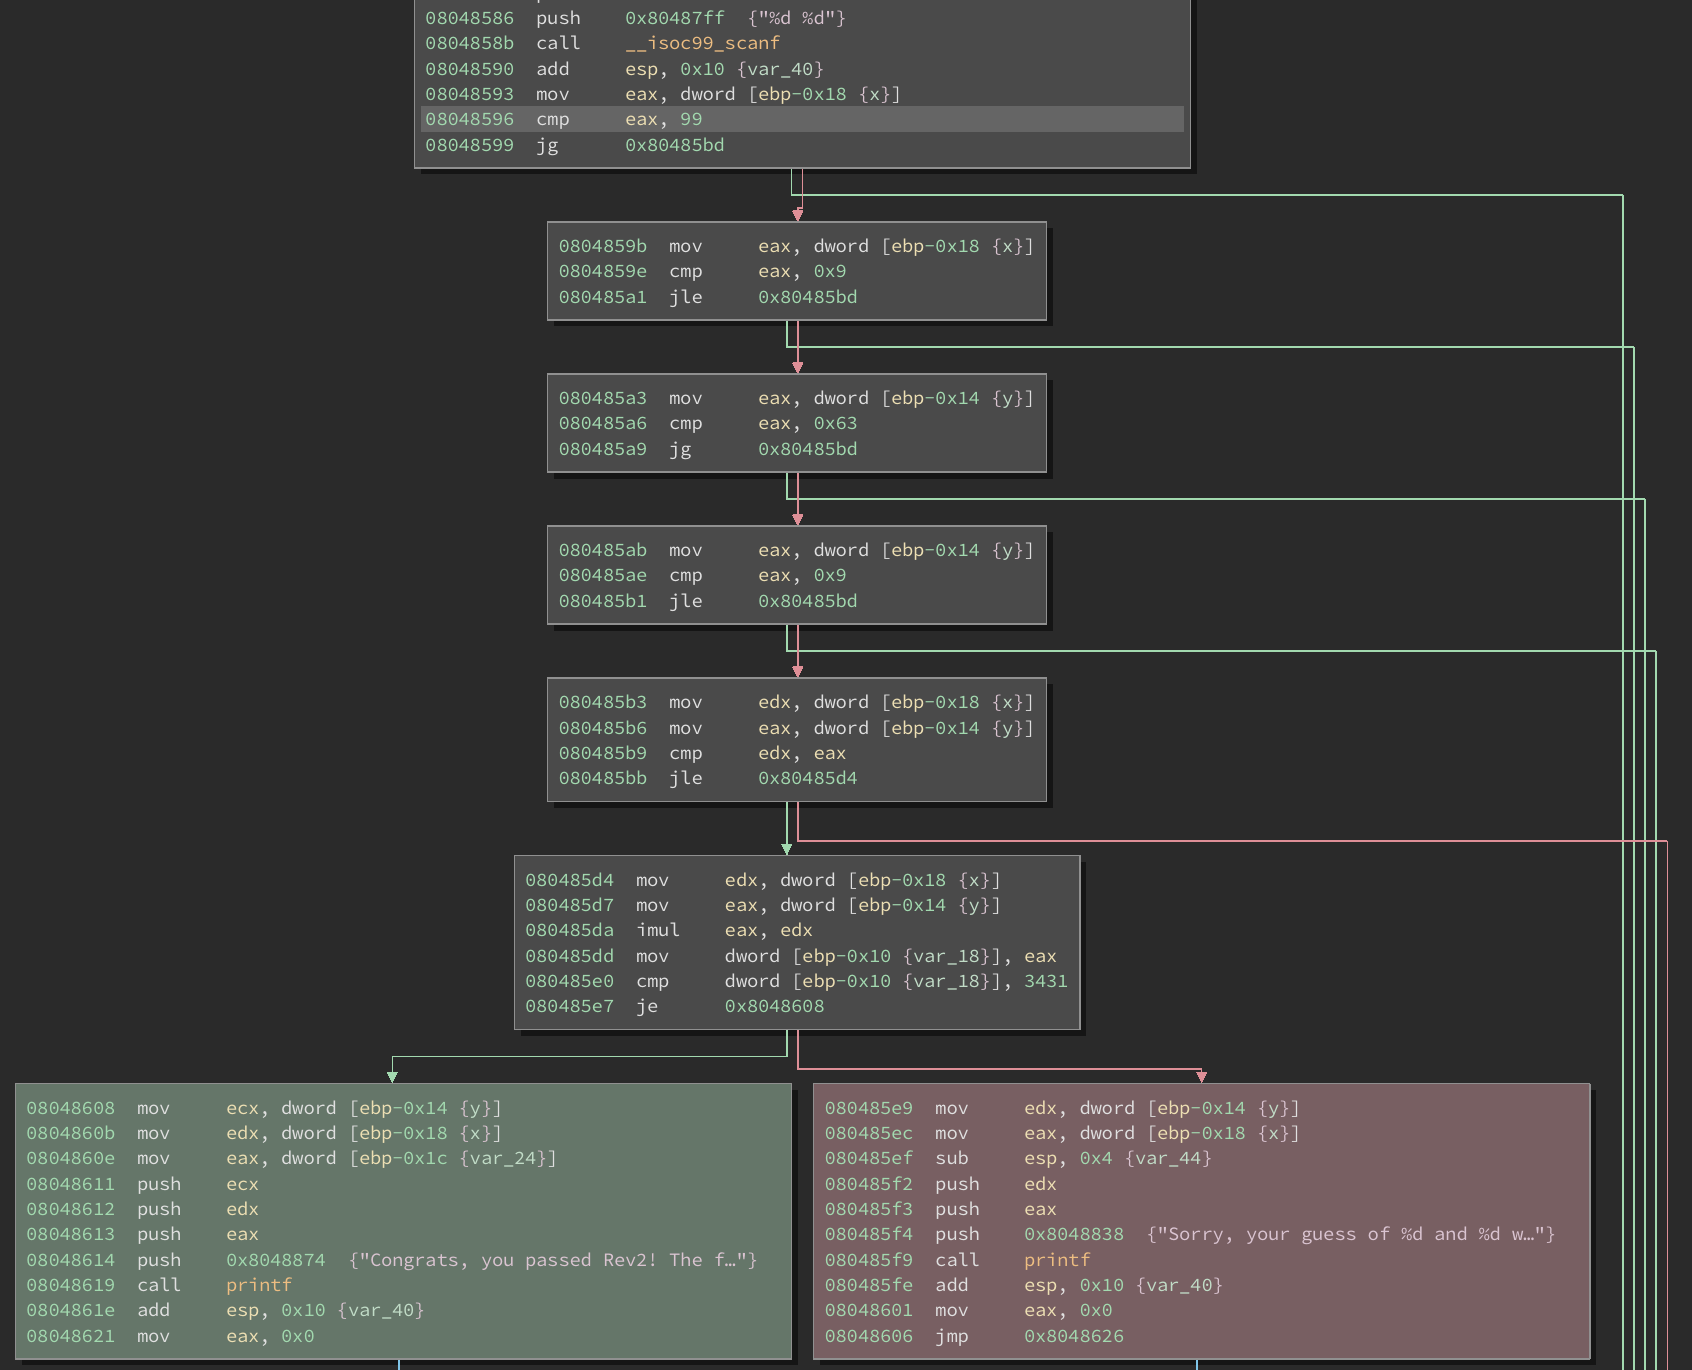 08048586 push 0x80487ff {"%d %d"}
0804858b call __isoc99_scanf
08048590 add esp, 0x10 {var_40}
08048593 mov eax, dword [ebp-0x18 {x}]
08048596 cmp eax, 99
08048599 jg 0x80485bd
0804859b mov eax, dword [ebp-0x18 {x}]
0804859e cmp eax, 0x9
080485a1 jle 0x80485bd
080485a3 mov eax, dword [ebp-0x14 {y}]
080485a6 cmp eax, 0x63
080485a9 jg 0x80485bd
080485ab mov eax, dword [ebp-0x14 {y}]
080485ae cmp eax, 0x9
080485b1 jle 0x80485bd
080485b3 mov edx, dword [ebp-0x18 {x}]
080485b6 mov eax, dword [ebp-0x14 {y}]
080485b9 cmp edx, eax
080485bb jle 0x80485d4
080485d4 mov edx, dword [ebp-0x18 {x}]
080485d7 mov eax, dword [ebp-0x14 {y}]
080485da imul eax, edx
080485dd mov dword [ebp-0x10 {var_18}], eax
080485e0 cmp dword [ebp-0x10 {var_18}], 3431
080485e7 je 0x8048608
08048608 mov ecx, dword [ebp-0x14 {y}]
0804860b mov edx, dword [ebp-0x18 {x}]
0804860e mov eax, dword [ebp-0x1c {var_24}]
08048611 push ecx
08048612 push edx
08048613 push eax
08048614 push 0x8048874 {"Congrats, you passed Rev2! The f…"}
08048619 call printf
0804861e add esp, 0x10 {var_40}
08048621 mov eax, 0x0
080485e9 mov edx, dword [ebp-0x14 {y}]
080485ec mov eax, dword [ebp-0x18 {x}]
080485ef sub esp, 0x4 {var_44}
080485f2 push edx
080485f3 push eax
080485f4 push 0x8048838 {"Sorry, your guess of %d and %d w…"}
080485f9 call printf
080485fe add esp, 0x10 {var_40}
08048601 mov eax, 0x0
08048606 jmp 0x8048626